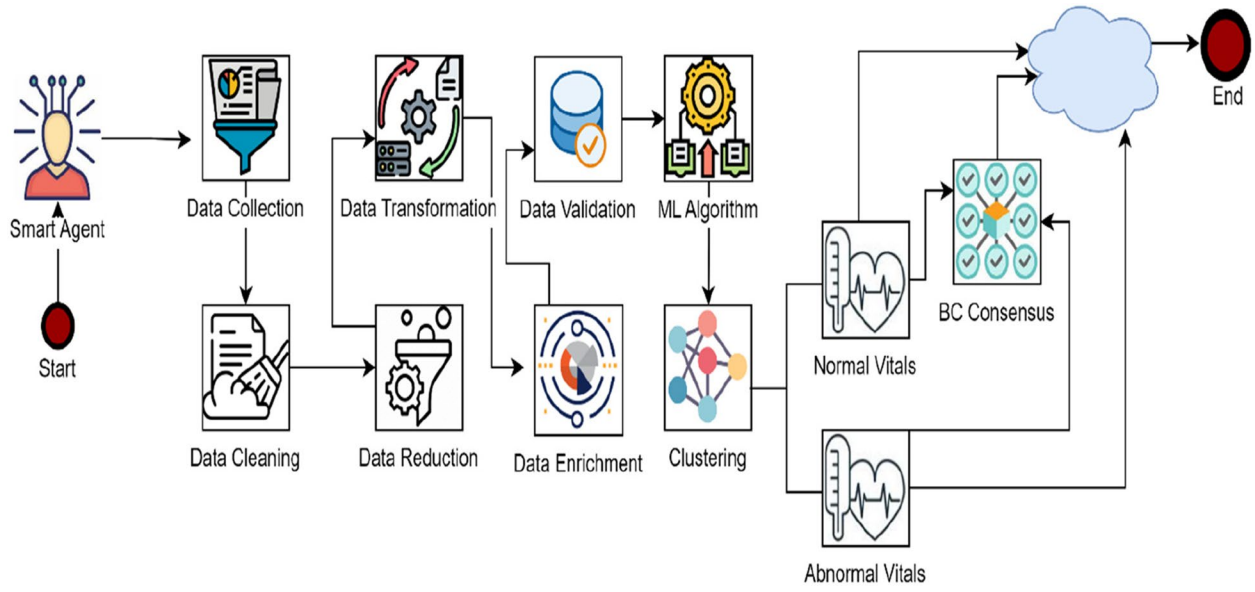 End
Data Collection
Data Transformation
Data Validation
ML Algorithm
Smart Agent
BC Consensus
Start
Normal Vitals
Data Cleaning
Data Reduction
Data Enrichment
Clustering
Abnormal Vitals